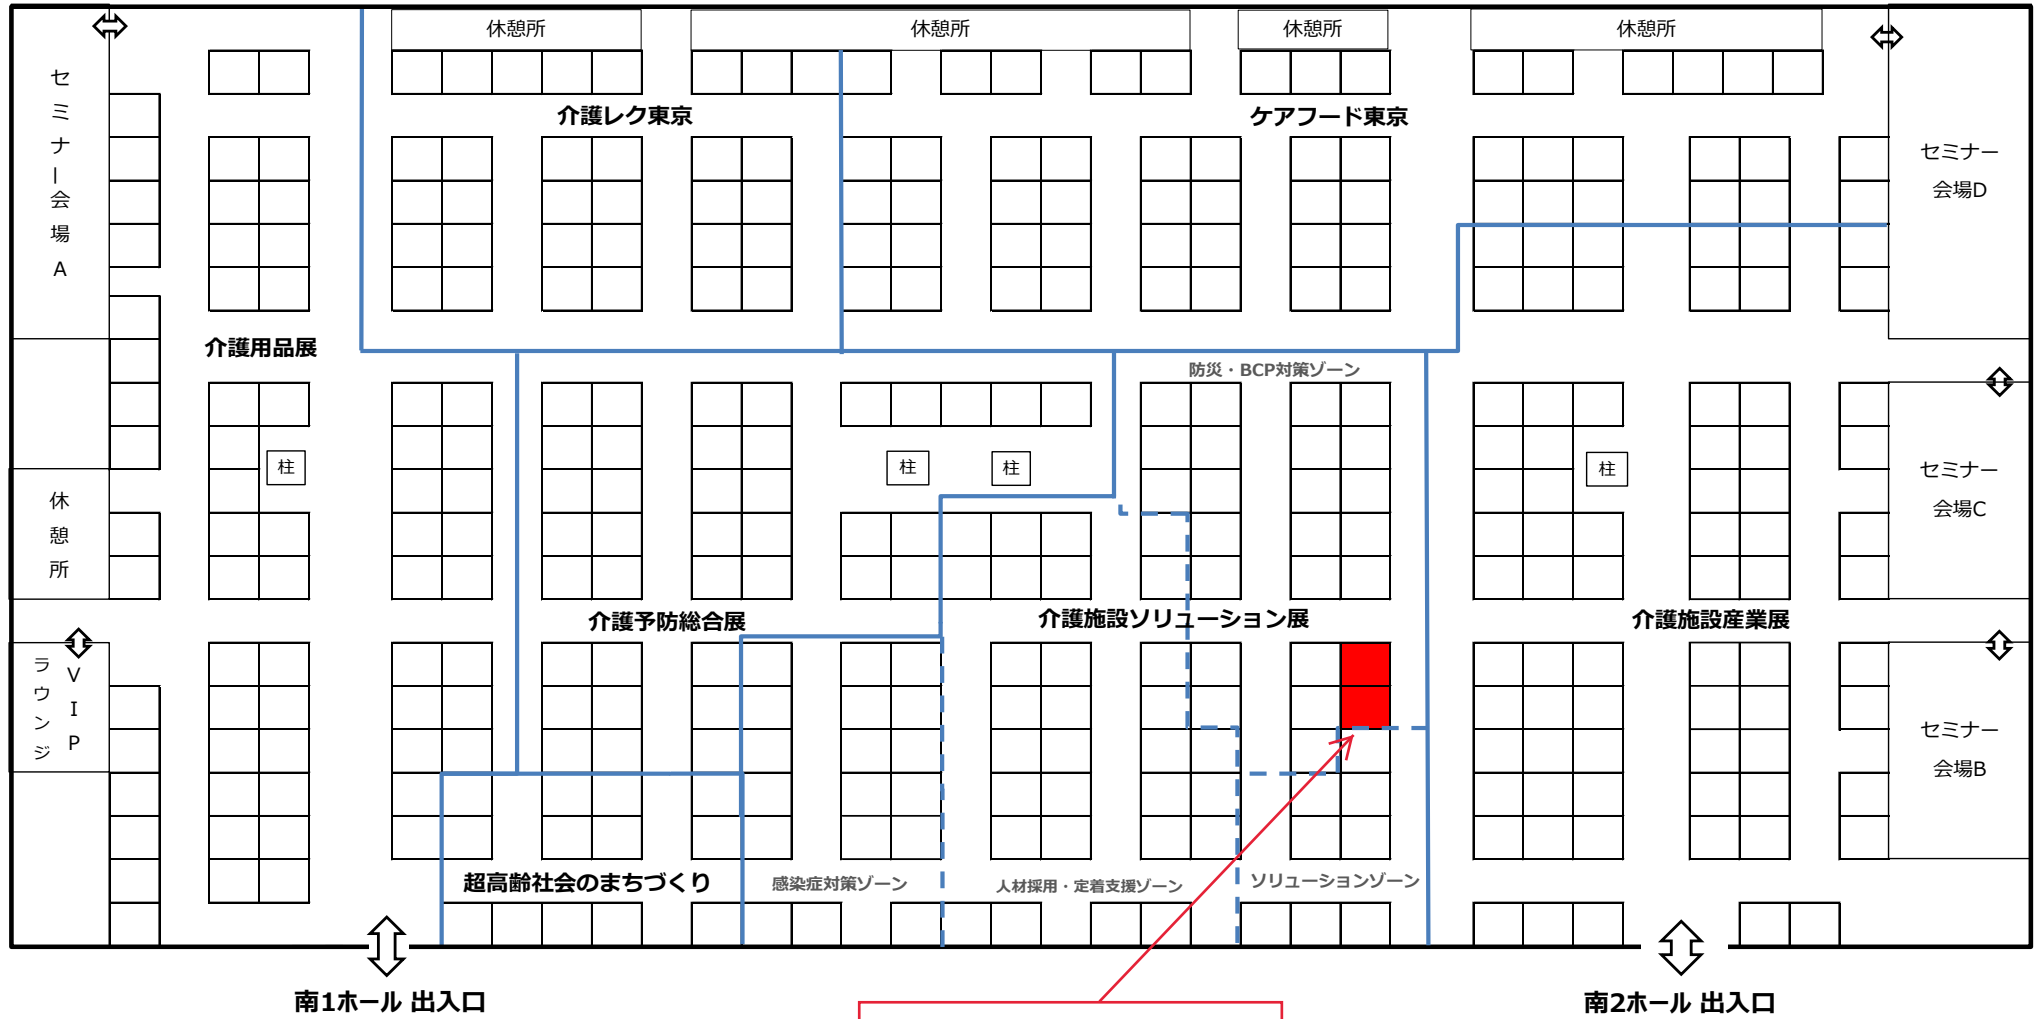 休憩所
休憩所
休憩所
休憩所
セミナー会場A
介護レク東京
ケアフード東京
セミナー
会場D
介護用品展
防災・BCP対策ゾーン
柱
柱
柱
柱
セミナー
会場C
休憩所
介護予防総合展
介護施設ソリューション展
介護施設産業展
VIP
ラウンジ
セミナー
会場B
超高齢社会のまちづくり
感染症対策ゾーン
人材採用・定着支援ゾーン
ソリューションゾーン
南1ホール 出入口
南2ホール 出入口